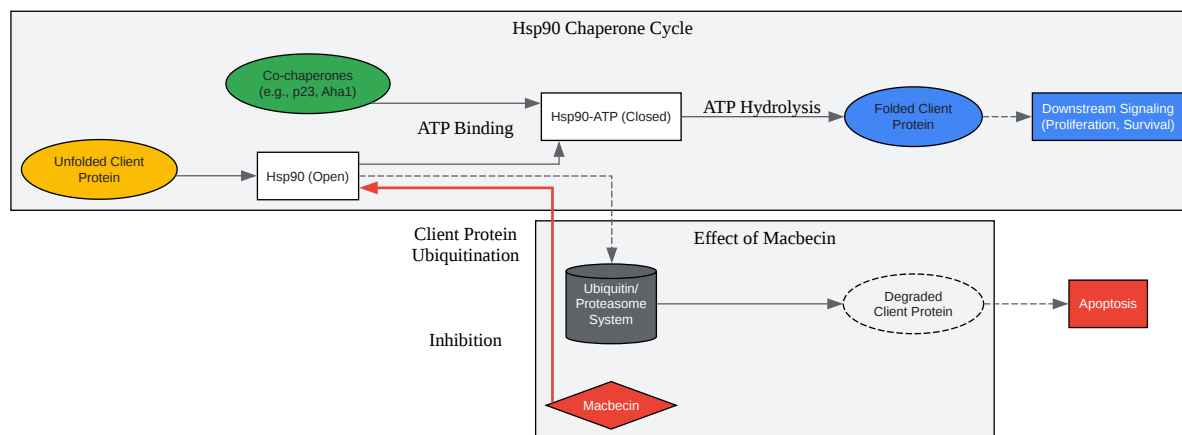 Hsp90 Chaperone Cycle
Co-chaperones
(e.g., p23, Aha1)
ATP Binding
Hsp90-ATP (Closed)
ATP Hydrolysis
Folded Client
Protein
Downstream Signaling
(Proliferation, Survival)
Unfolded Client
Protein
Hsp90 (Open)
Client Protein
Ubiquitination
Effect of Macbecin
Ubiquitin/
Proteasome
System
Degraded
Client Protein
Apoptosis
Inhibition
Macbecin